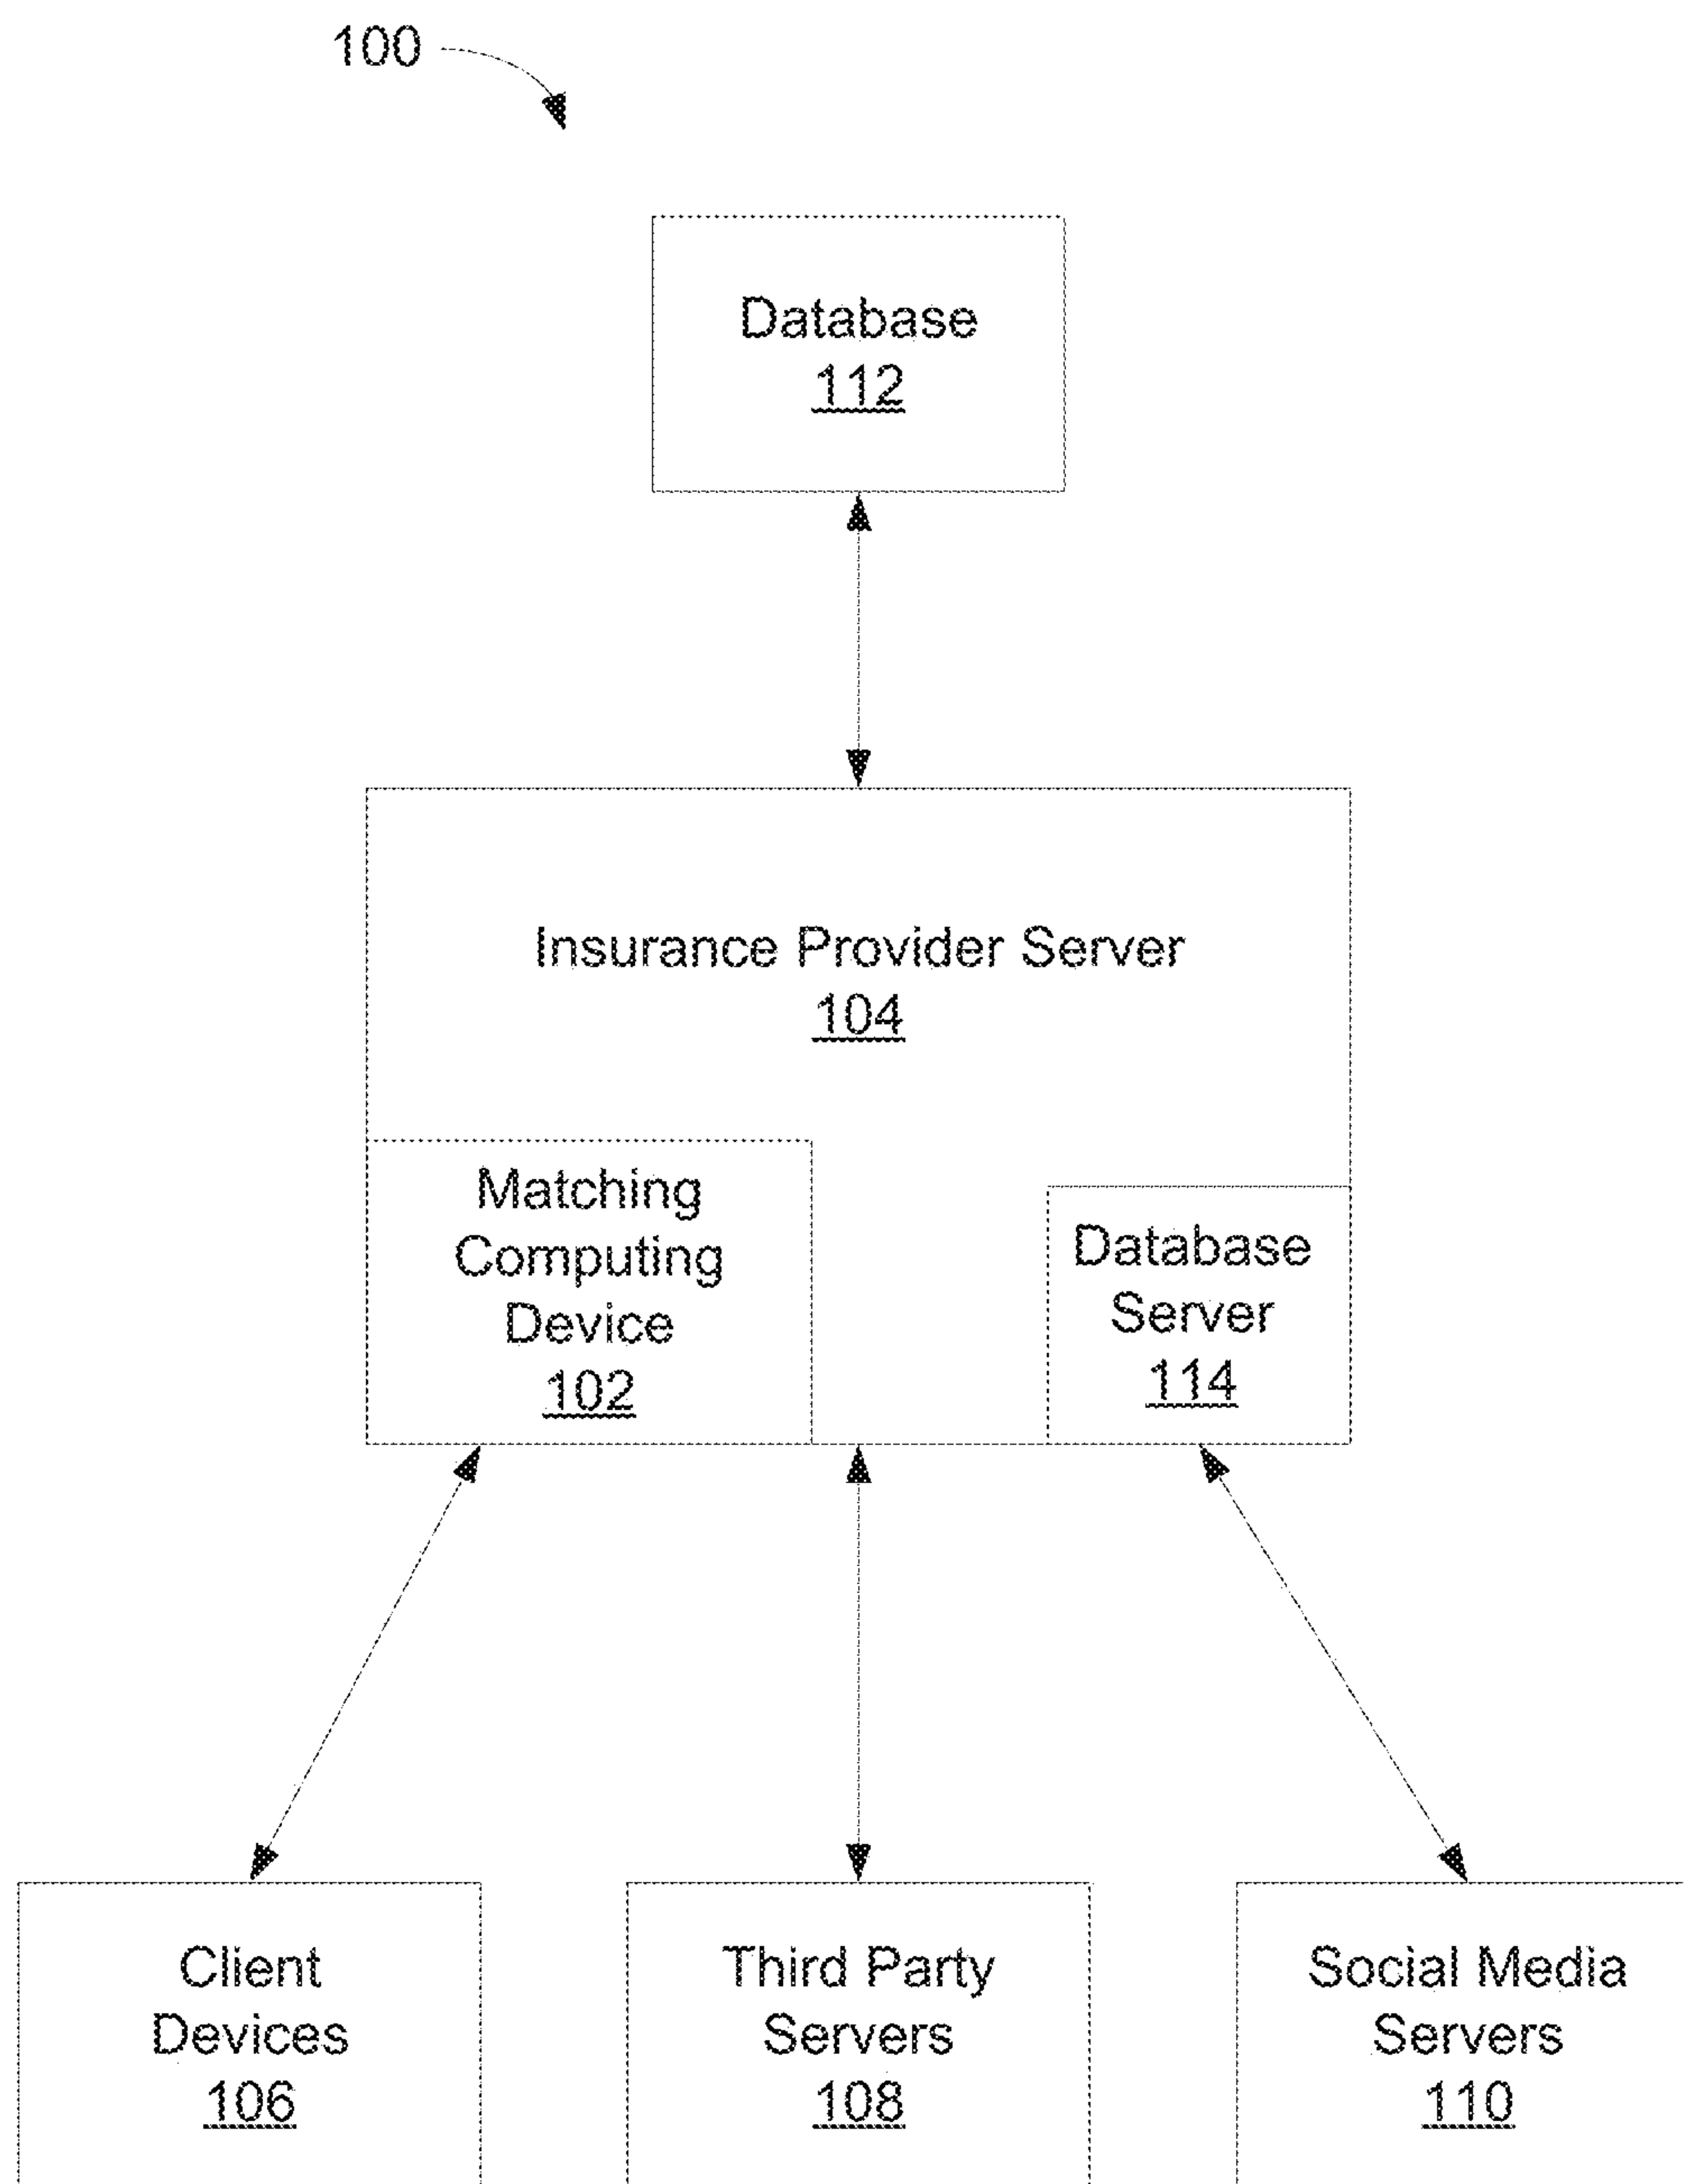 100
Database
112
Insurance Provider Server
104
Matching
Computing
Device
102
Database
Server
114
Client
Devices
106
Third Party
Servers
108
Social Media
Servers
110